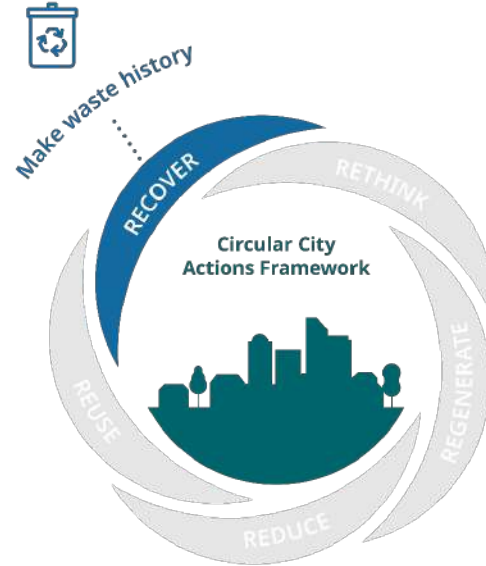 Make waste history
RECOVER
RETHINK
Circular City
Actions Framework
REGENERATE
REUSE
REDUCE